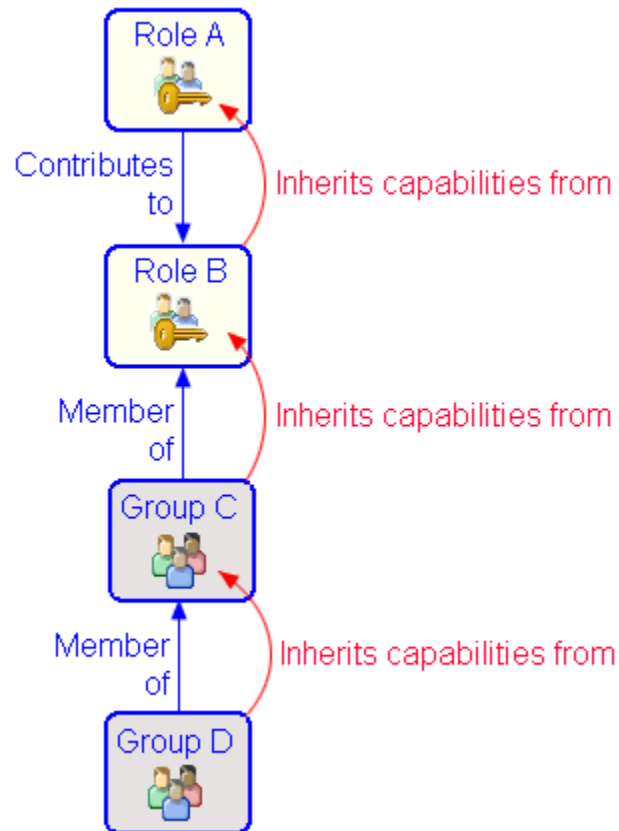 Role A
Contributes
to
Inherits capabilities from
Role B
Member
of
Inherits capabilities from
Group C
Member
of
Inherits capabilities from
Group D